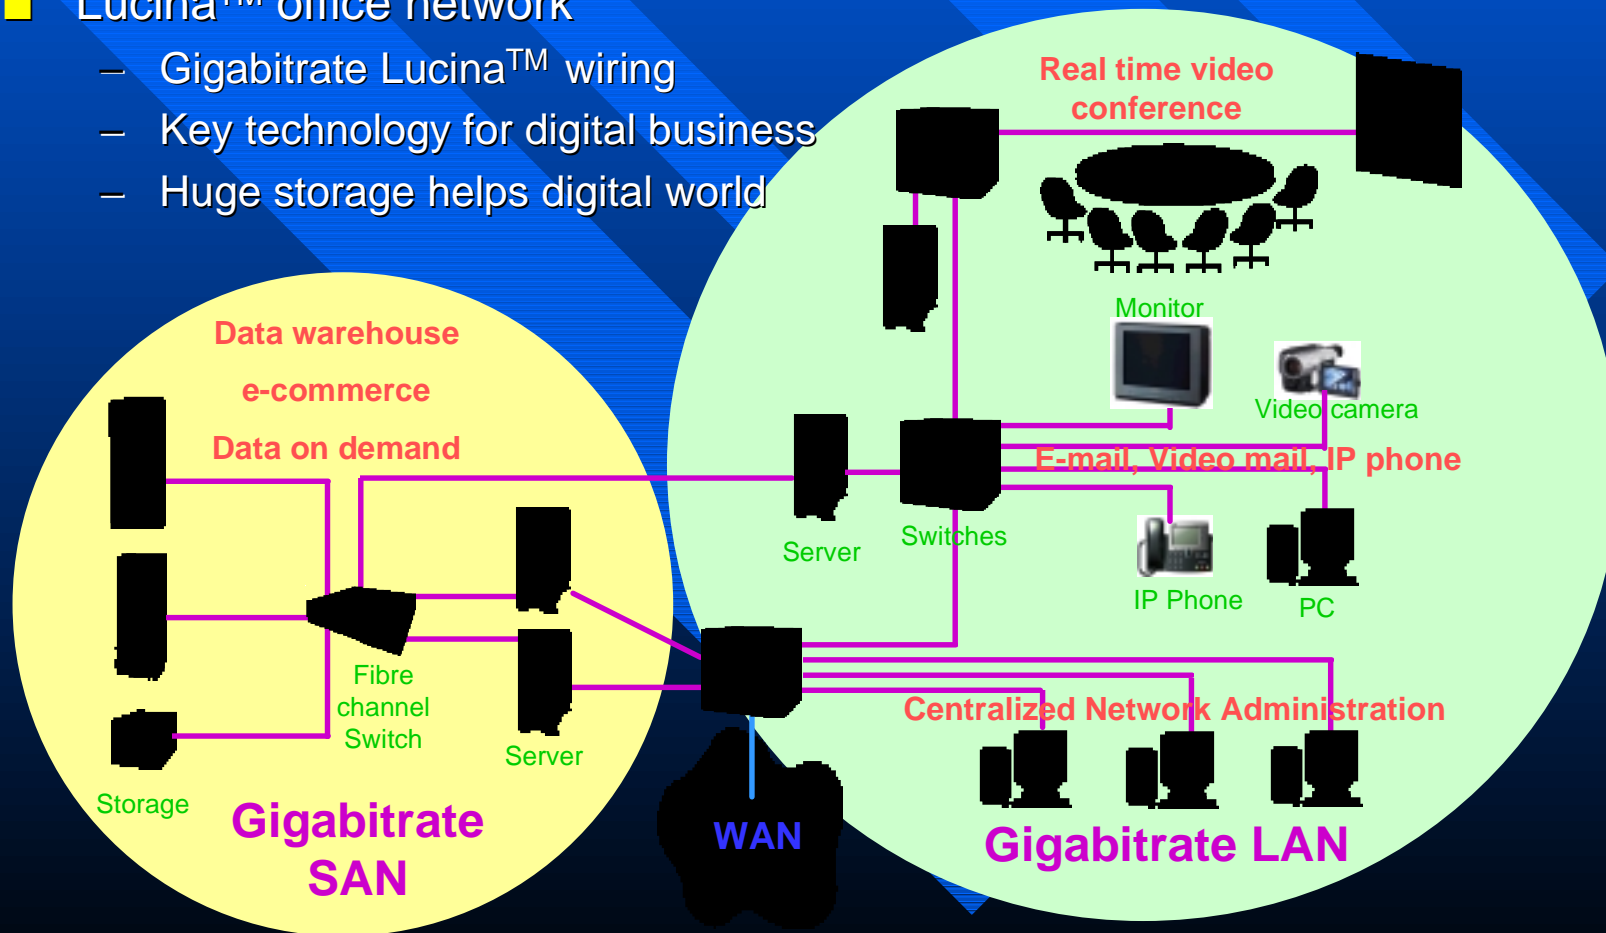 Lucina™ office network
– Gigabitrate Lucina™ wiring
– Key technology for digital business
– Huge storage helps digital world
Real time video
conference
Monitor
Video camera
E-mail, Video mail, IP phone
Server
Switches
IP Phone
PC
Data warehouse
e-commerce
Data on demand
Fibre
channel
Switch
Server
Storage
Gigabitrate
SAN
WAN
Centralized Network Administration
Gigabitrate LAN